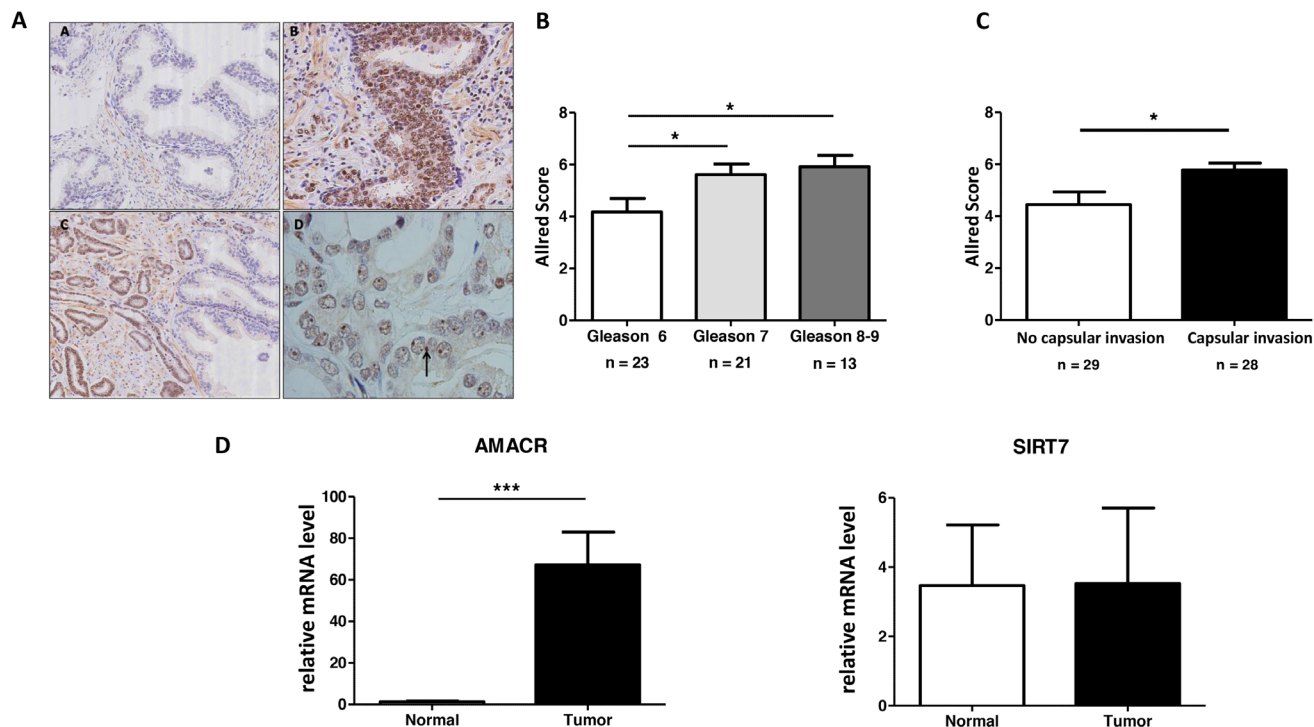 A
A
B
C
D
B
Allred Score
8
6
4
2
0
*
*
Gleason 6
Gleason 7
Gleason 8-9
n = 23
n = 21
n = 13
C
Allred Score
8
6
4
2
0
*
No capsular invasion
Capsular invasion
n = 29
n = 28
D
AMACR
relative mRNA level
100
80
60
40
20
0
***
Normal
Tumor
SIRT7
relative mRNA level
6
4
2
0
Normal
Tumor